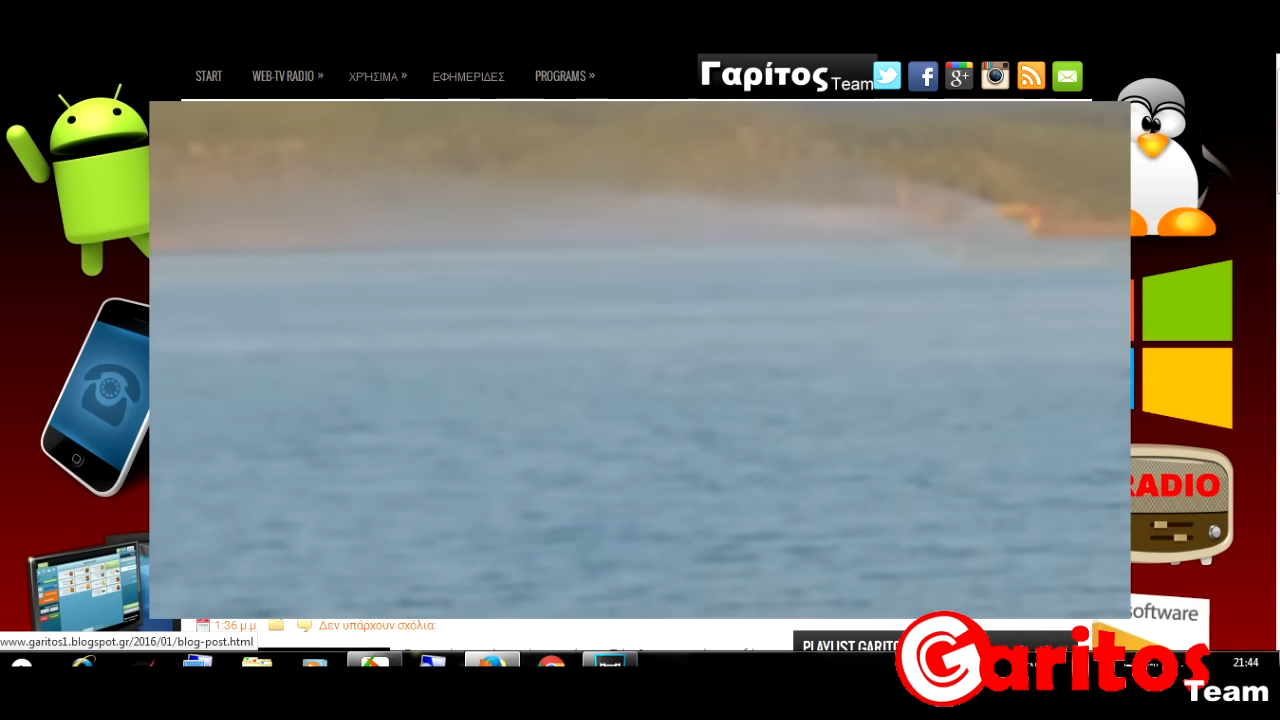 START WEB-TV RADIO » ΧΡΉΣΙΜΑ » ΕΦΗΜΕΡΙΔΕΣ PROGRAMS »
Γαρίτος Team
RADIO
software
1:36 μ.μ. Δεν υπάρχουν σχόλια:
www.garitos1.blogspot.gr/2016/01/blog-post.html
PLAYLIST GARITO
21:44
Garitos
Team